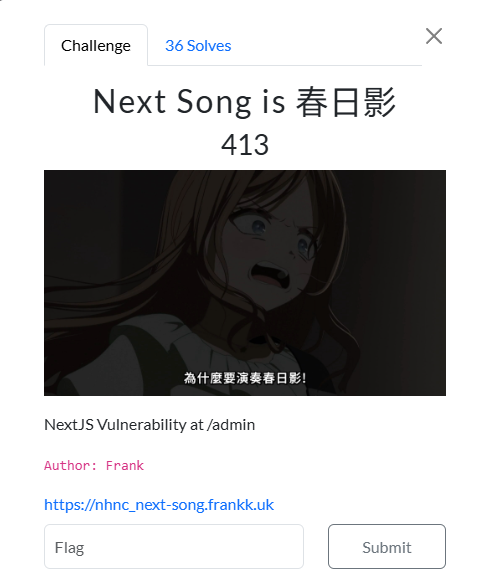 Challenge
36 Solves
Next Song is 春日影
413
為什麼要演奏春日影!
NextJS Vulnerability at /admin
Author: Frank
https://nhnc_next-song.frankk.uk
Flag
Submit